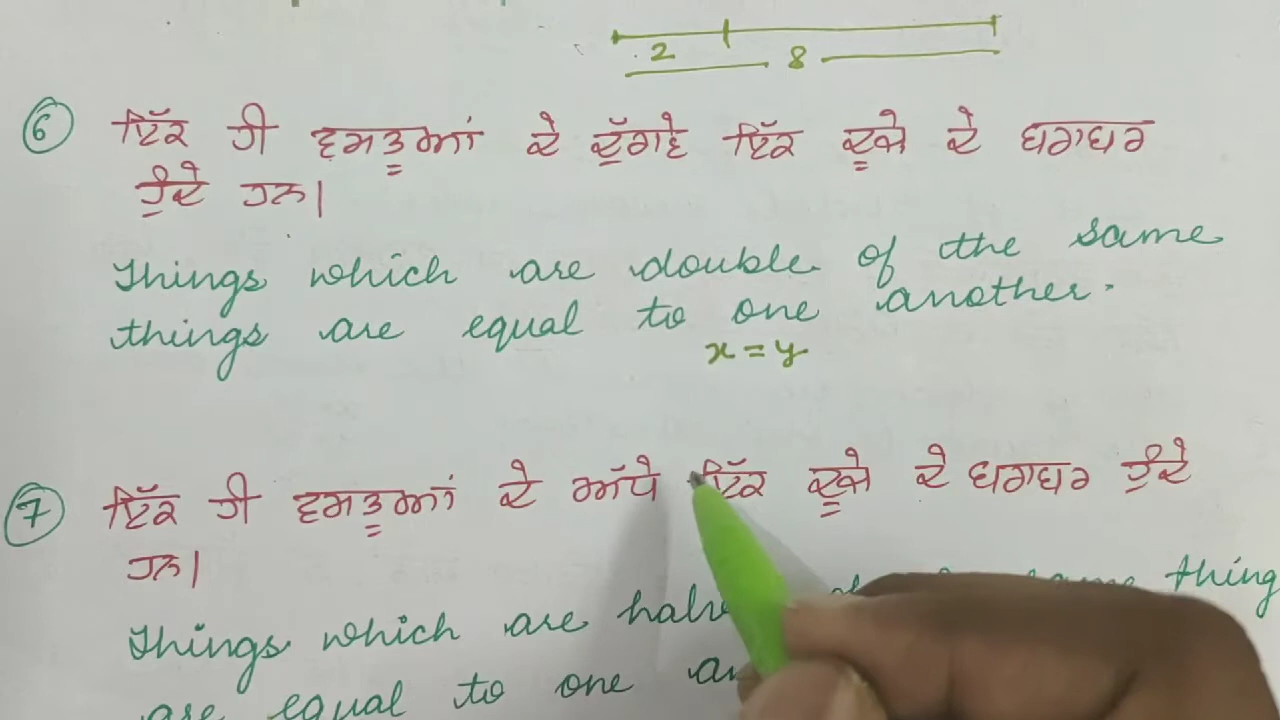 2 8
6 ਇੱਕ ਹੀ ਵਸਤੂਆਂ ਦੇ ਦੁੱਗਣੇ ਇੱਕ ਦੂਜੇ ਦੇ ਬਰਾਬਰ
ਹੁੰਦੇ ਹਨ।
Things which are double of the same
things are equal to one another.
x = y
7 ਇੱਕ ਹੀ ਵਸਤੂਆਂ ਦੇ ਅੱਧੇ ਇੱਕ ਦੂਜੇ ਦੇ ਬਰਾਬਰ ਹੁੰਦੇ
ਹਨ।
Things which are same thing
are equal to one